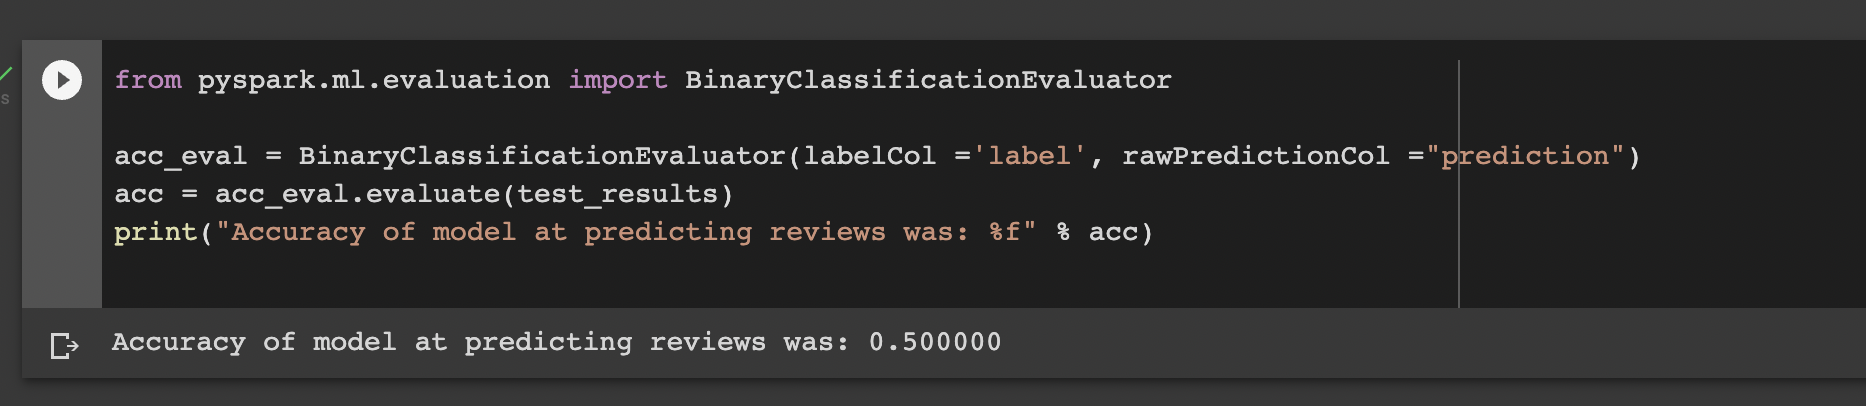 from pyspark.ml.evaluation import BinaryClassificationEvaluator
acc_eval = BinaryClassificationEvaluator(labelCol ='label', rawPredictionCol ="prediction")
acc = acc_eval.evaluate(test_results)
print("Accuracy of model at predicting reviews was: %f" % acc)
s
Accuracy of model at predicting reviews was: 0.500000